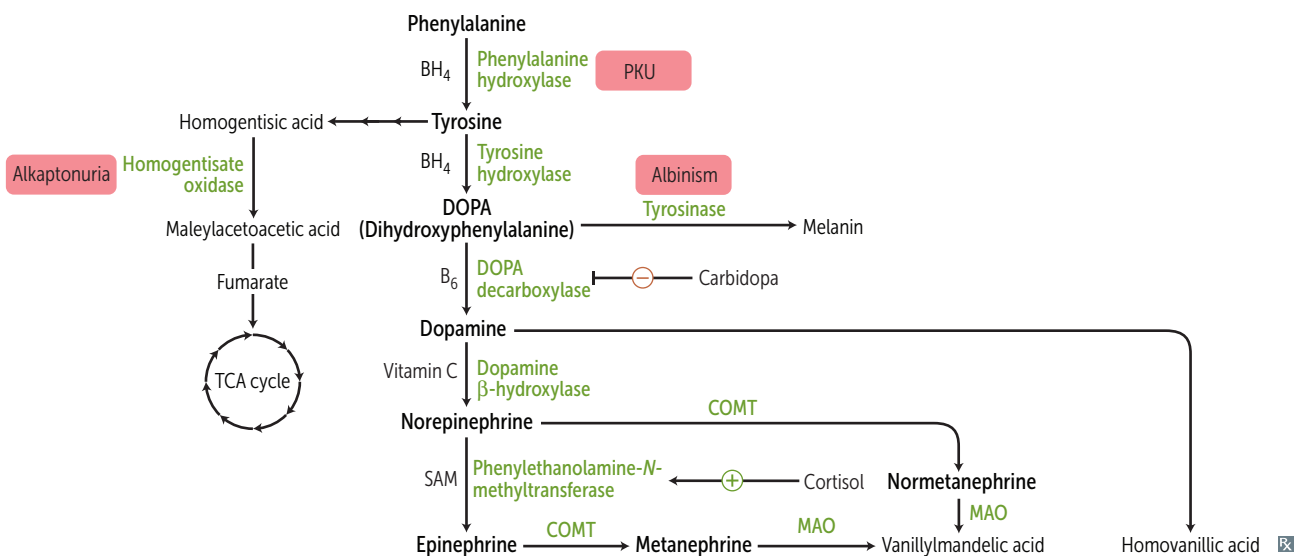 Phenylalanine
BH4
Phenylalanine
hydroxylase
PKU
Homogentisic acid
Tyrosine
Alkaptonuria
Homogentisate
oxidase
BH4
Tyrosine
hydroxylase
Albinism
Tyrosinase
Maleylacetoacetic acid
DOPA
(Dihydroxyphenylalanine)
Melanin
Fumarate
B6
DOPA
decarboxylase
−
Carbidopa
Dopamine
TCA cycle
Vitamin C
Dopamine
β-hydroxylase
Norepinephrine
COMT
SAM
Phenylethanolamine-N-
methyltransferase
+
Cortisol
Normetanephrine
MAO
Epinephrine
COMT
Metanephrine
MAO
Vanillylmandelic acid
Homovanillic acid
Rx